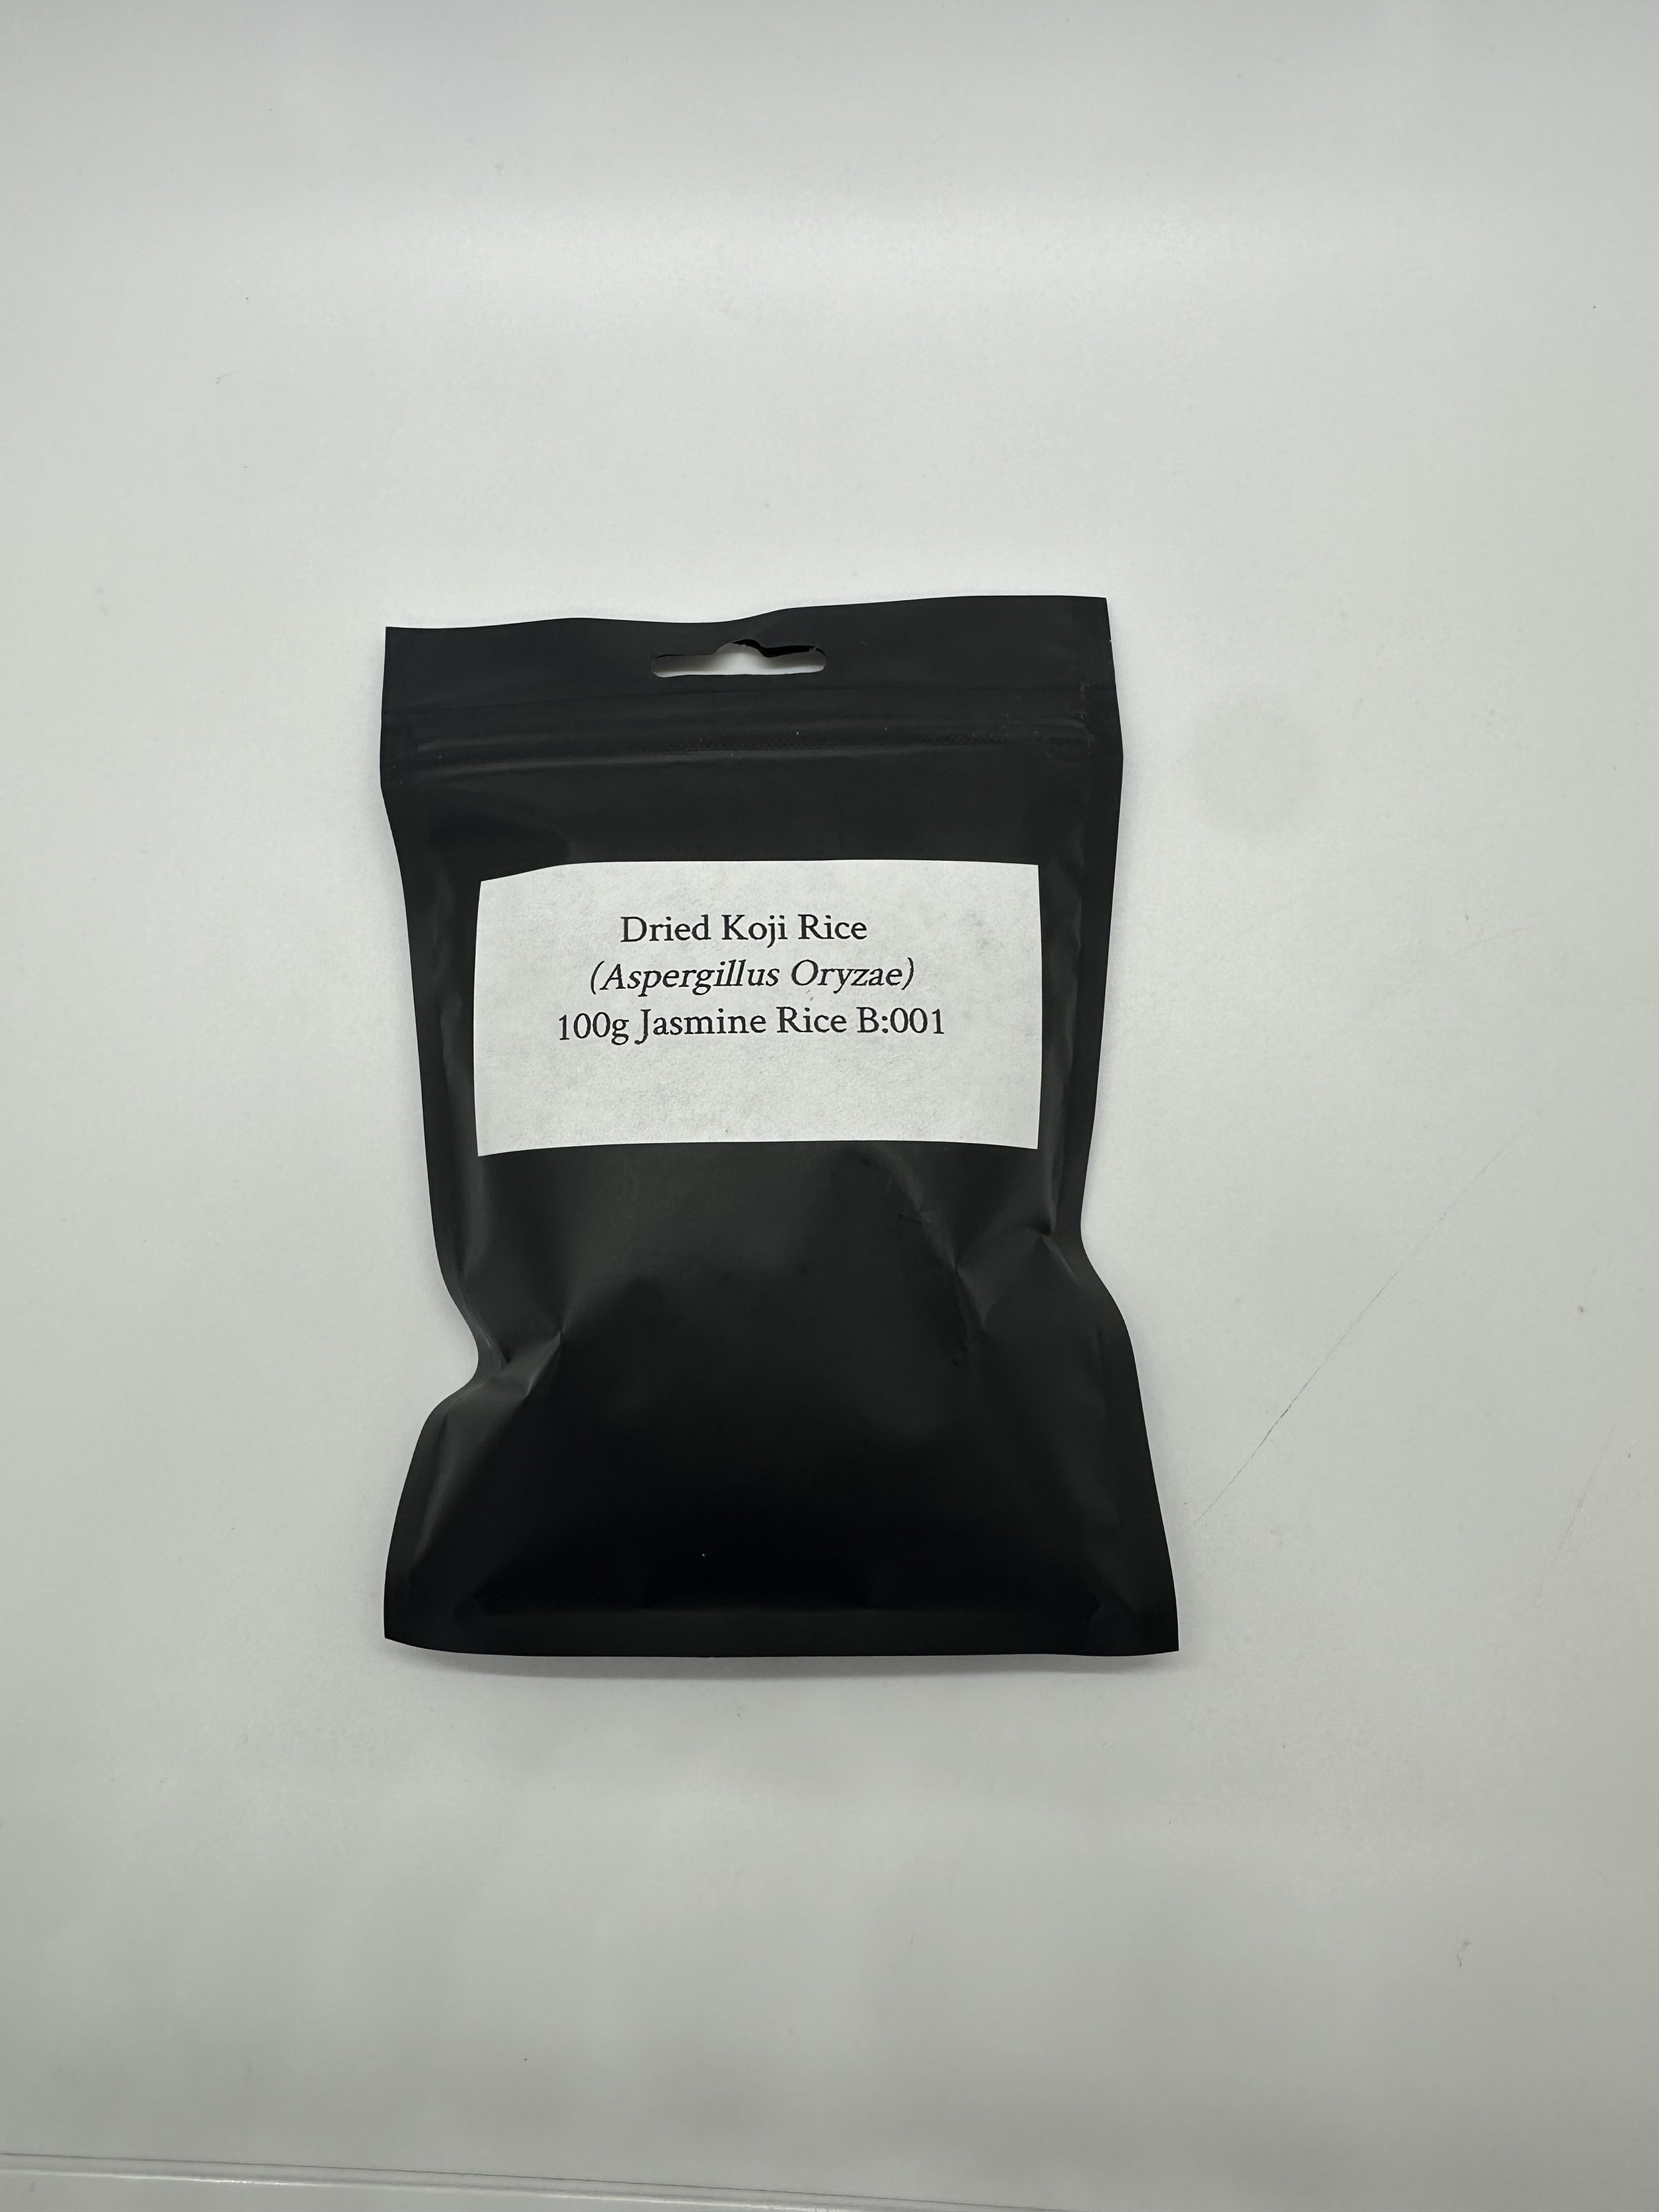 Dried Koji Rice
(Aspergillus Oryzae)
100g Jasmine Rice B:001